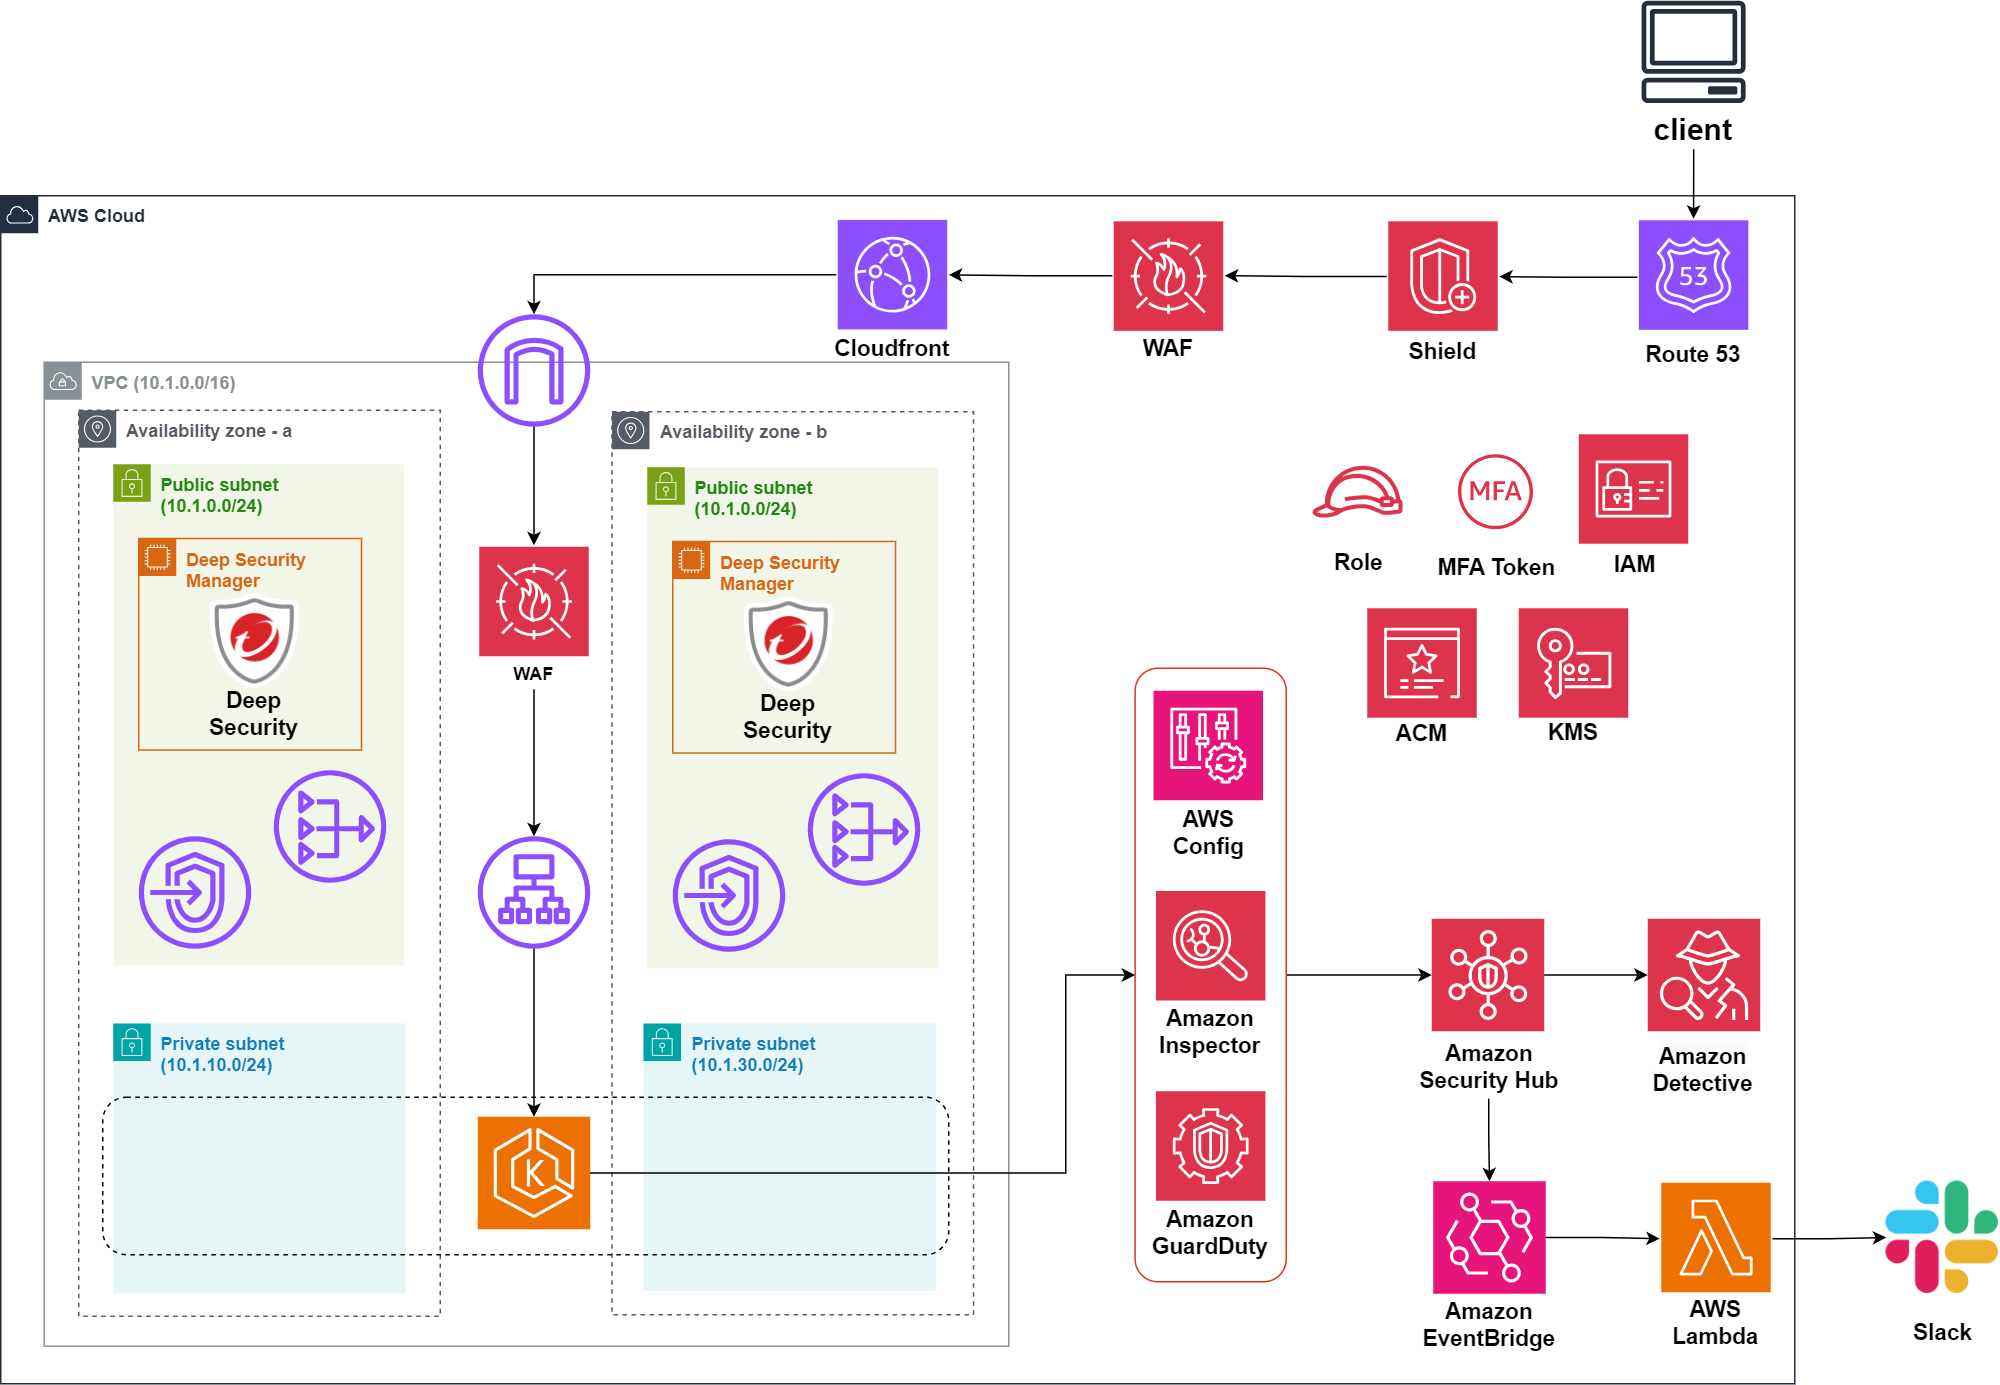 client
AWS Cloud
53
Cloudfront
WAF
Shield
Route 53
VPC (10.1.0.0/16)
Availability zone - a
Availability zone - b
Public subnet
(10.1.0.0/24)
Public subnet
(10.1.0.0/24)
Deep Security
Manager
Deep
Security
Deep Security
Manager
Deep
Security
WAF
MFA
Role
MFA Token
IAM
ACM
KMS
AWS
Config
Amazon
Inspector
Amazon
GuardDuty
Amazon
Security Hub
Amazon
Detective
Private subnet
(10.1.10.0/24)
Private subnet
(10.1.30.0/24)
K
Amazon
EventBridge
AWS
Lambda
Slack